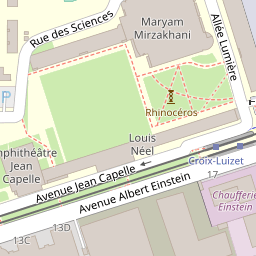 Rue des Sciences
Maryam
Mirzakhani
Allée Lumière
P
Rhinocéros
Louis
Néel
Jean
Capelle
Croix-Luizet
17
Avenue Jean Capelle
Avenue Albert Einstein
Chaufferie
Einstein
13D
13C